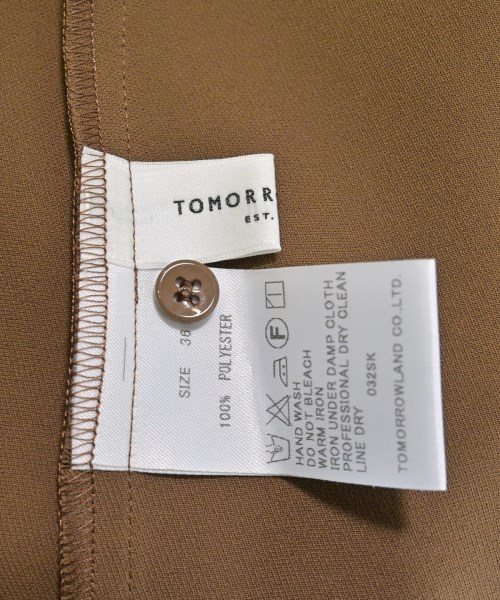 TOMORR
EST.
SIZE 36
100% POLYESTER
F
HAND WASH
DO NOT BLEACH
WARM IRON
IRON UNDER DAMP CLOTH
PROFESSIONAL DRY CLEAN
LINE DRY 032SK
TOMORROWLAND CO., LTD.